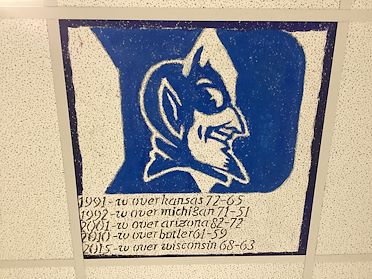 1991-w over kansas 72-65
1992-w over michigan 71-51
2001-w over arizona 82-72
2010-w over butler 61-59
2015-w over wisconsin 68-63